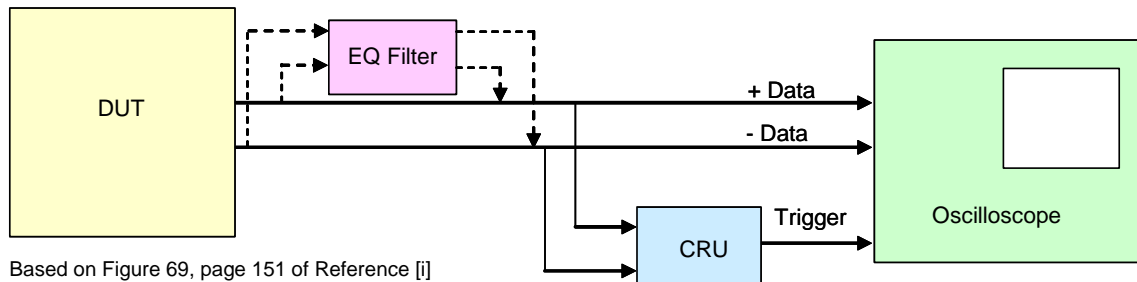 EQ Filter
DUT
+ Data
- Data
Trigger
Oscilloscope
CRU
Based on Figure 69, page 151 of Reference [i]